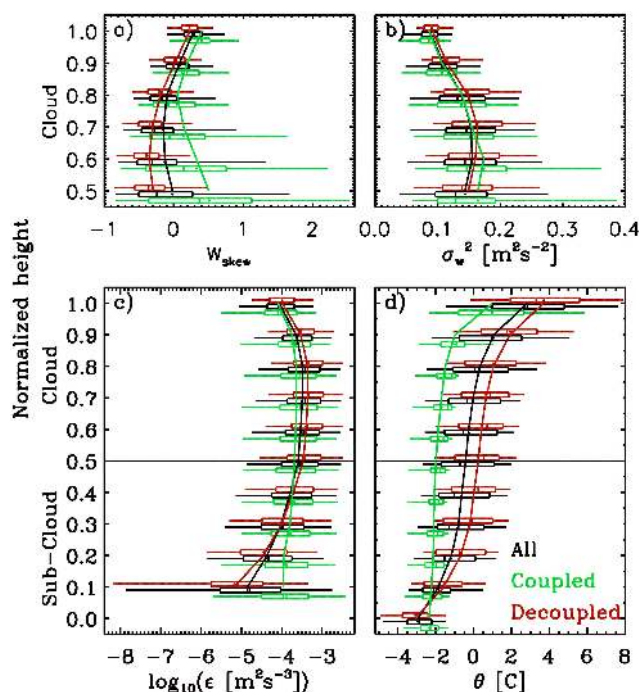 a)
b)
Cloud
1.0
0.9
0.8
0.7
0.6
0.5
-1 0 1 2
W_skew
0.0 0.1 0.2 0.3 0.4
σ_w² [m²s⁻²]
Normalized height
c)
d)
Cloud
Sub-Cloud
1.0
0.9
0.8
0.7
0.6
0.5
0.4
0.3
0.2
0.1
0.0
All
Coupled
Decoupled
-8 -7 -6 -5 -4 -3 -2
log₁₀(ε [m²s⁻³])
-4 -2 0 2 4 6 8
θ [C]